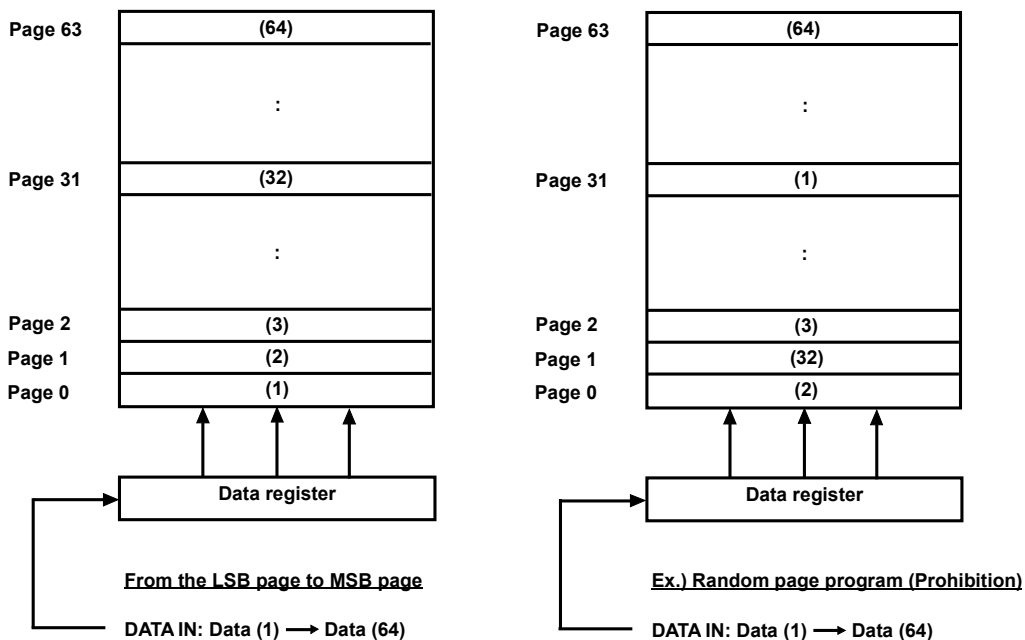 Page 63
(64)
:
Page 31
(32)
:
Page 2
(3)
Page 1
(2)
Page 0
(1)
Data register
From the LSB page to MSB page
DATA IN: Data (1) → Data (64)
Page 63
(64)
:
Page 31
(1)
:
Page 2
(3)
Page 1
(32)
Page 0
(2)
Data register
Ex.) Random page program (Prohibition)
DATA IN: Data (1) → Data (64)